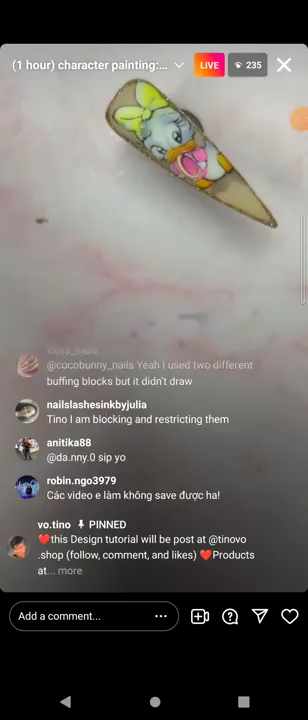 (1 hour) character painting:...
LIVE
235
@cocobunny_nails Yeah I used two different
buffing blocks but it didn't draw
nailslashesinkbyjulia
Tino I am blocking and restricting them
anitika88
@da.nny.0 sip yo
robin.ngo3979
Các video e làm không save được ha!
vo.tino PINNED
❤️this Design tutorial will be post at @tinovo
.shop (follow, comment, and likes) ❤️Products
at... more
Add a comment...